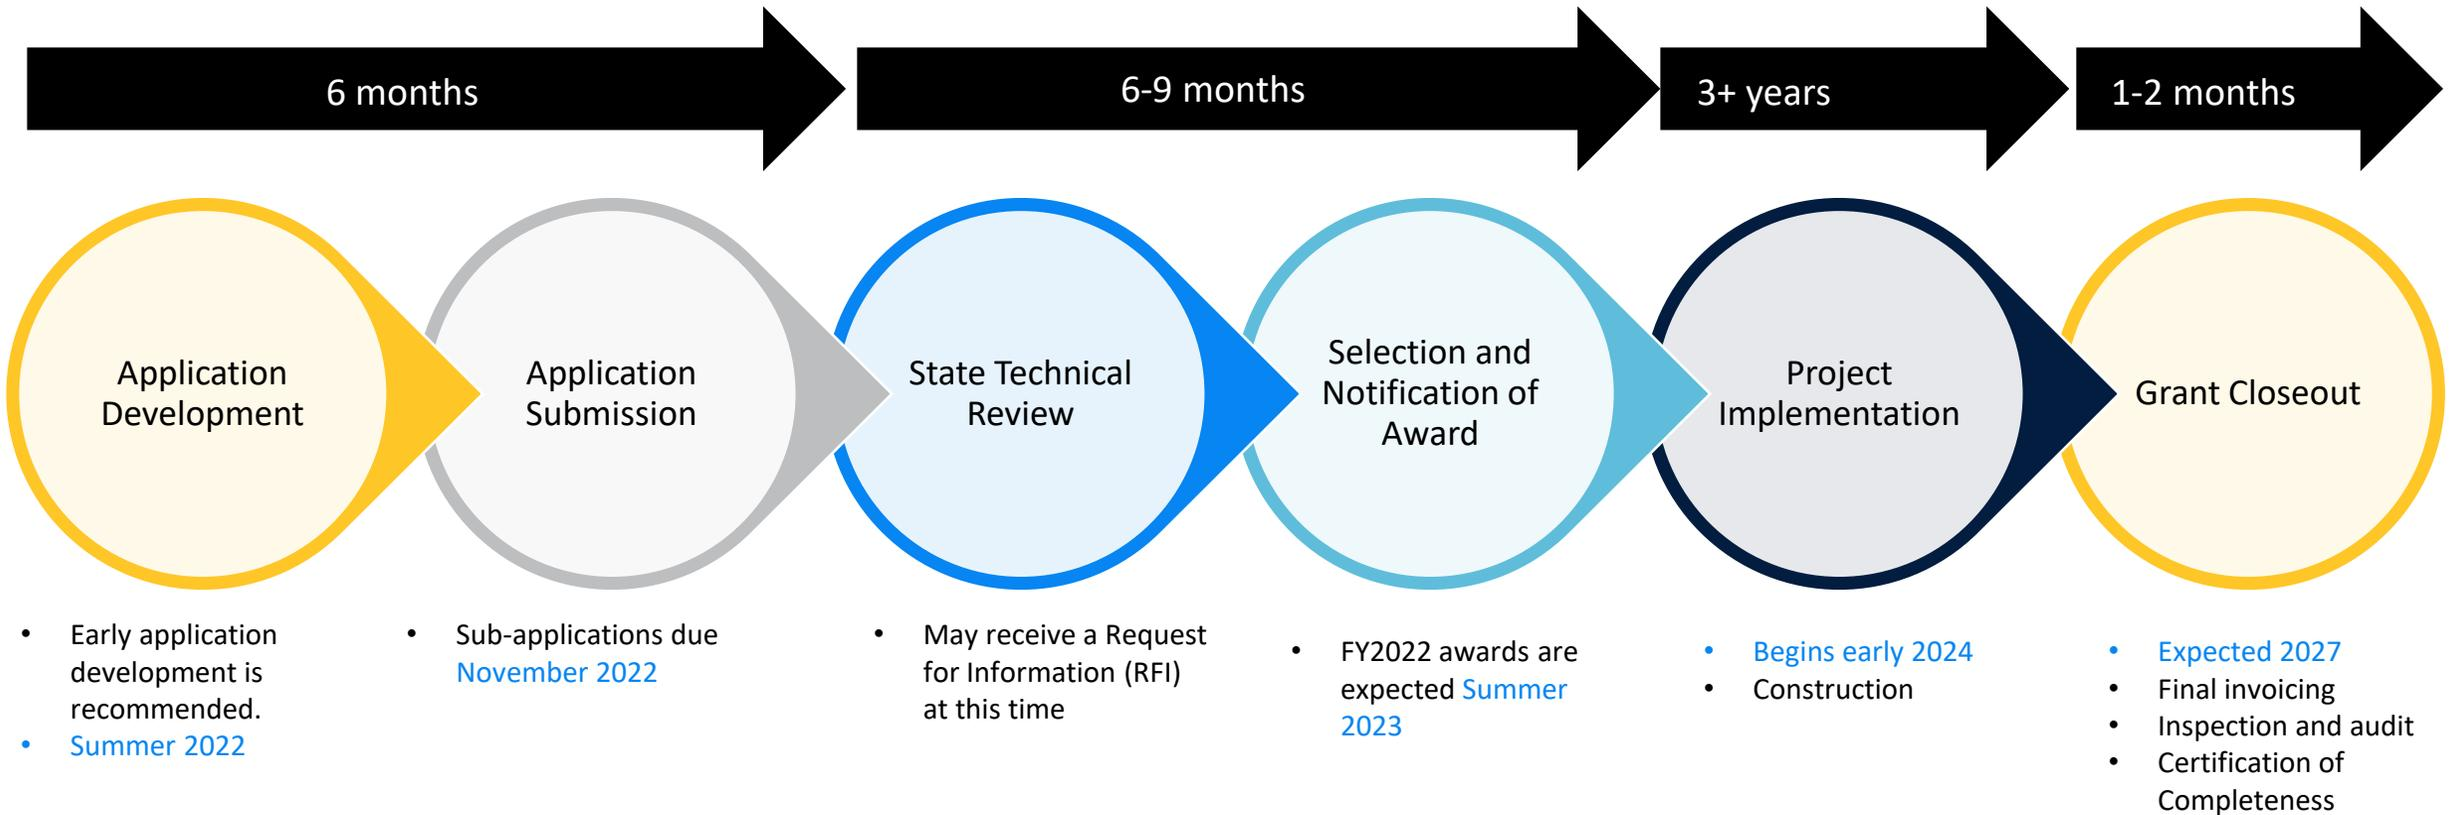 6 months
6-9 months
3+ years
1-2 months
Application
Development
Application
Submission
State Technical
Review
Selection and
Notification of
Award
Project
Implementation
Grant Closeout
• Early application
development is
recommended.
• Summer 2022
• Sub-applications due
November 2022
• May receive a Request
for Information (RFI)
at this time
• FY2022 awards are
expected Summer
2023
• Begins early 2024
• Construction
• Expected 2027
• Final invoicing
• Inspection and audit
• Certification of
Completeness